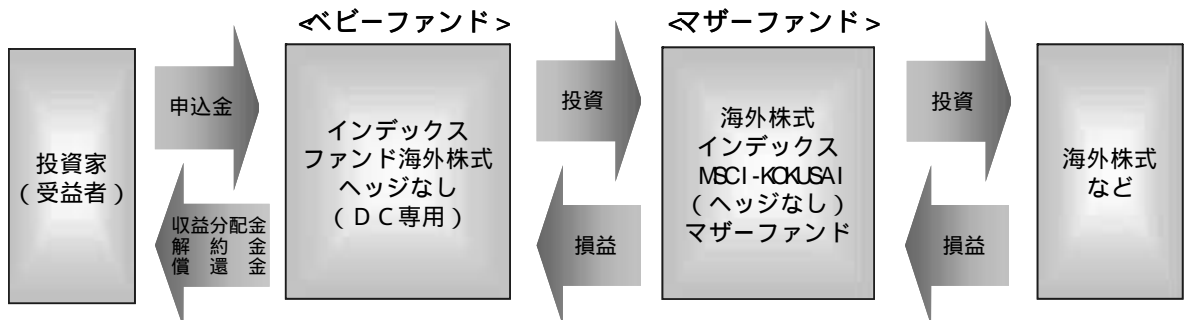 <ベビーファンド>
<マザーファンド>
投資家
（受益者）
申込金
収益分配金
解約金
償還金
インデックス
ファンド海外株式
ヘッジなし
（ＤＣ専用）
投資
損益
海外株式
インデックス
MSCI-KOKUSAI
（ヘッジなし）
マザーファンド
投資
損益
海外株式
など